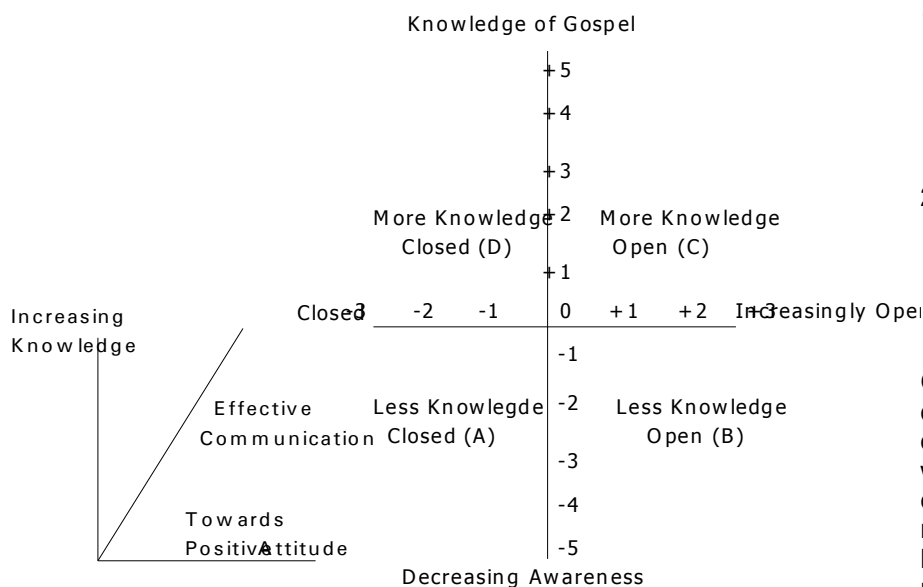 Knowledge of Gospel
+ 5
+ 4
+ 3
+ 2
More Knowledge
Closed (D)
More Knowledge
Open (C)
+ 1
Closed
-3 -2 -1 0 +1 +2 +3
Increasingly Open
-1
-2
Less Knowlegde
Closed (A)
Less Knowledge
Open (B)
-3
-4
-5
Decreasing Awareness
Increasing
Knowledge
Effective
Communication
Towards
Positive Attitude